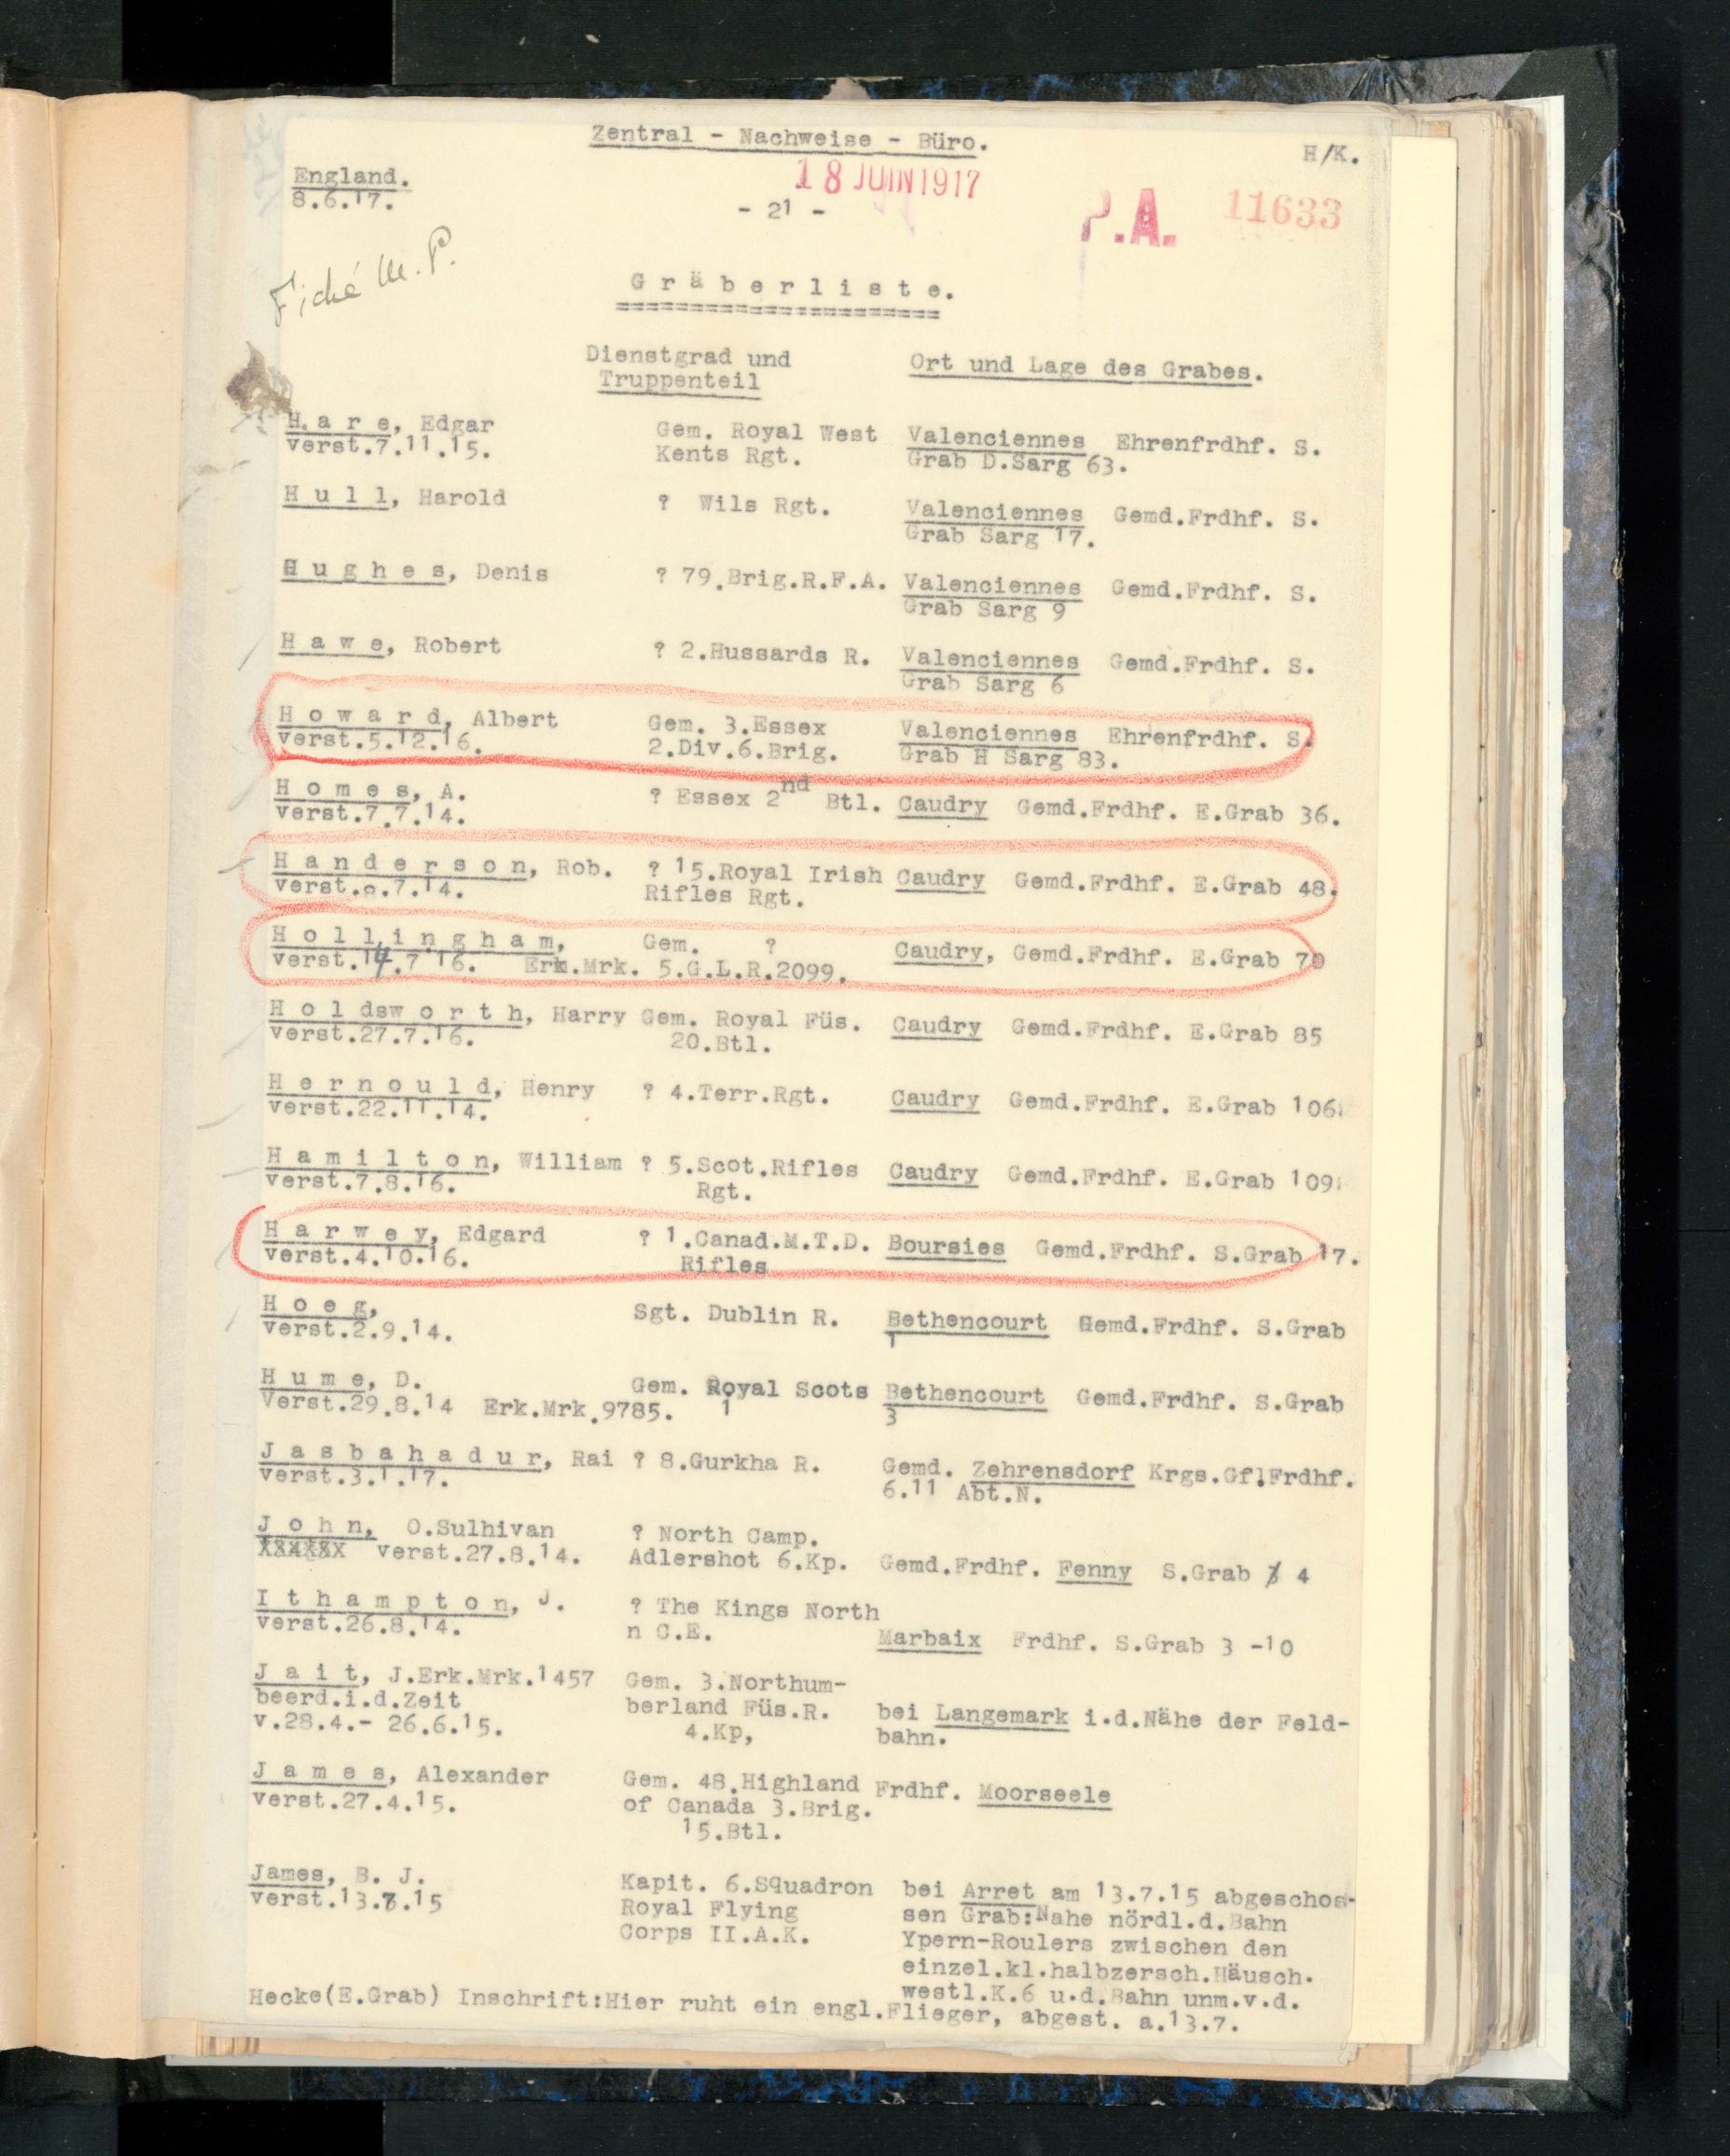 Zentral - Nachweise - Büro.
H/K.
England.
8.6.17.
18 JUIN 1917
- 21 -
P.A. 11633
Fiché M.P.
Gräberliste.
Dienstgrad und Truppenteil
Ort und Lage des Grabes.
Hare, Edgar Gem. Royal West Valenciennes Ehrenfrdhf. S.
verst.7.11.15. Kents Rgt. Grab D.Sarg 63.
Hull, Harold ? Wils Rgt. Valenciennes Gemd.Frdhf. S.
Grab Sarg 17.
Hughes, Denis ? 79.Brig.R.F.A. Valenciennes Gemd.Frdhf. S.
Grab Sarg 9
Hawe, Robert ? 2.Hussards R. Valenciennes Gemd.Frdhf. S.
Grab Sarg 6
Howard, Albert Gem. 3.Essex Valenciennes Ehrenfrdhf. S.
verst.5.12.16. 2.Div.6.Brig. Grab H Sarg 83.
Homes, A. ? Essex 2nd Btl. Caudry Gemd.Frdhf. E.Grab 36.
verst.7.7.14.
Handerson, Rob. ? 15.Royal Irish Caudry Gemd.Frdhf. E.Grab 48.
verst. .7.14. Rifles Rgt.
Hollingham, Gem. ? Caudry, Gemd.Frdhf. E.Grab 70
verst.14.7 16. Erk.Mrk. 5.G.L.R.2099.
Holdsworth, Harry Gem. Royal Füs. Caudry Gemd.Frdhf. E.Grab 85
verst.27.7.16. 20.Btl.
Hernould, Henry ? 4.Terr.Rgt. Caudry Gemd.Frdhf. E.Grab 106
verst.22.11.14.
Hamilton, William ? 5.Scot.Rifles Caudry Gemd.Frdhf. E.Grab 109
verst.7.8.16. Rgt.
Harwey, Edgard ? 1.Canad.M.T.D. Boursies Gemd.Frdhf. S.Grab 17.
verst.4.10.16. Rifles
Hoeg, Sgt. Dublin R. Bethencourt Gemd.Frdhf. S.Grab
verst.2.9.14. 1
Hume, D. Gem. Royal Scots Bethencourt Gemd.Frdhf. S.Grab
Verst.29.8.14 Erk.Mrk.9785. 1 3
Jasbahadur, Rai ? 8.Gurkha R. Gemd. Zehrensdorf Krgs.Gf.Frdhf.
verst.3.1.17. 6.11 Abt.N.
John, O.Sulhivan ? North Camp.
verst.27.8.14. Adlershot 6.Kp. Gemd.Frdhf. Fenny S.Grab 4
Ithampton, J. ? The Kings North
verst.26.8.14. n C.E. Marbaix Frdhf. S.Grab 3 -10
Jait, J.Erk.Mrk.1457 Gem. 3.Northum-
beerd.i.d.Zeit berland Füs.R. bei Langemark i.d.Nähe der Feld-
v.28.4.- 26.6.15. 4.Kp, bahn.
James, Alexander Gem. 48.Highland Frdhf. Moorseele
verst.27.4.15. of Canada 3.Brig.
15.Btl.
James, B. J. Kapit. 6.Squadron bei Arret am 13.7.15 abgeschos-
verst.13.7.15 Royal Flying sen Grab:Nahe nördl.d.Bahn
Corps II.A.K. Ypern-Roulers zwischen den
einzel.kl.halbzersch.Häusch.
westl.K.6 u.d.Bahn unm.v.d.
Hecke(E.Grab) Inschrift:Hier ruht ein engl.Flieger, abgest. a.13.7.